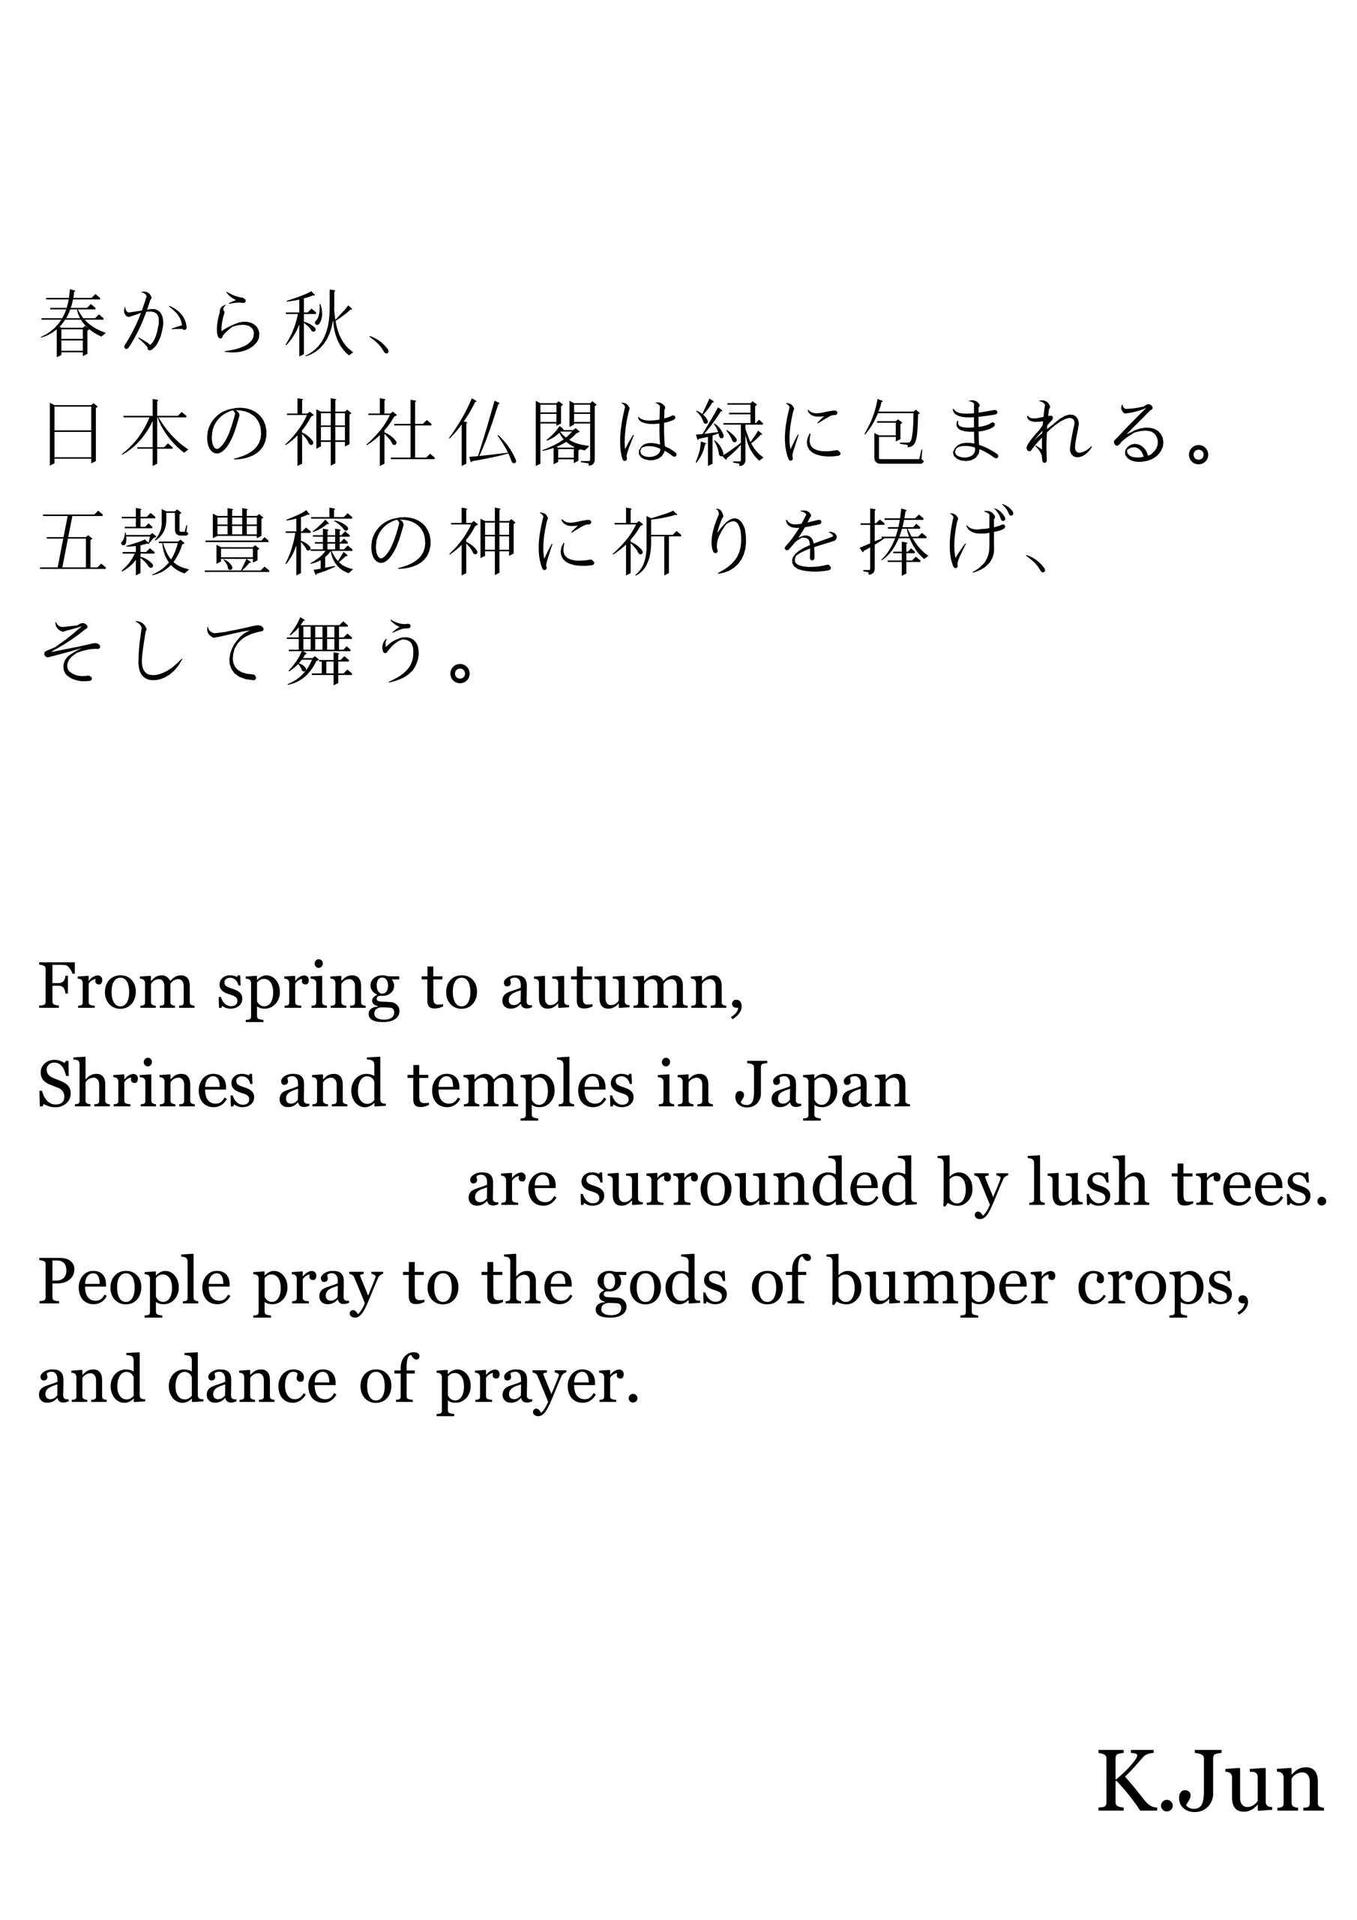 春から秋、
日本の神社仏閣は緑に包まれる。
五穀豊穣の神に祈りを捧げ、
そして舞う。
From spring to autumn,
Shrines and temples in Japan
are surrounded by lush trees.
People pray to the gods of bumper crops,
and dance of prayer.
K.Jun